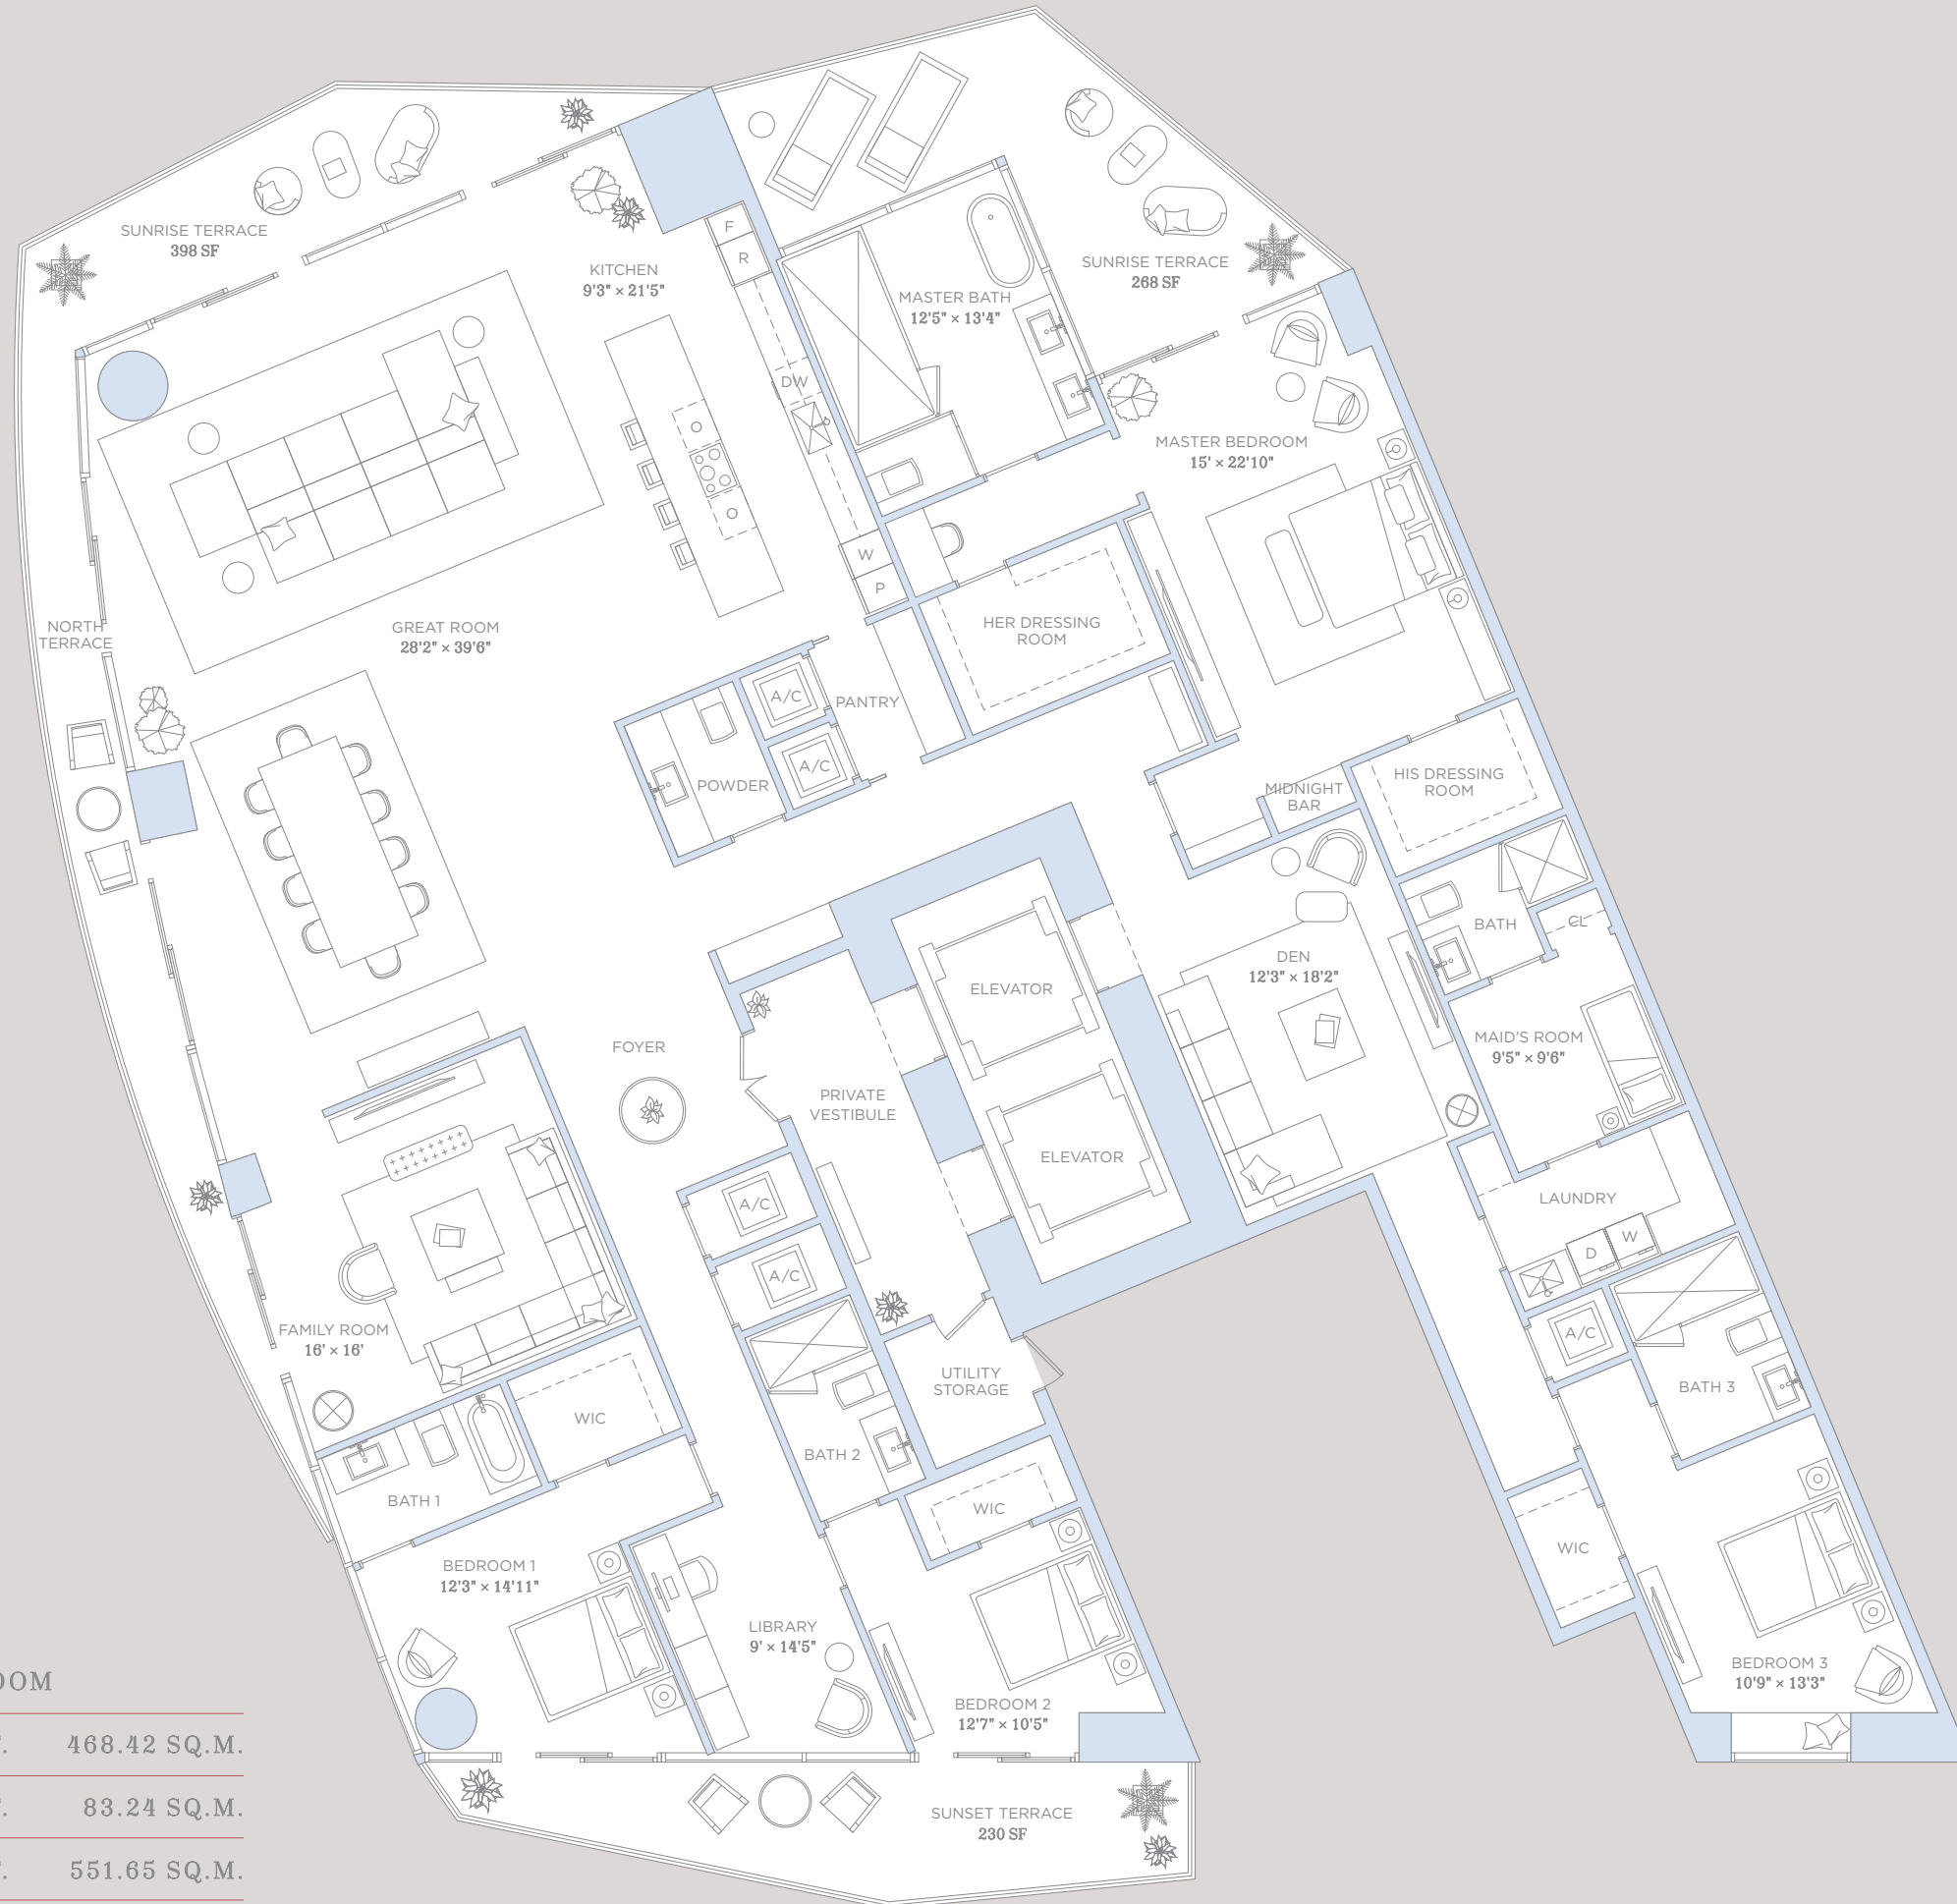 SUNRISE TERRACE
398 SF
KITCHEN
9'3" × 21'5"
F
R
MASTER BATH
12'5" × 13'4"
SUNRISE TERRACE
268 SF
DW
MASTER BEDROOM
15' × 22'10"
W
P
NORTH
TERRACE
GREAT ROOM
28'2" × 39'6"
HER DRESSING
ROOM
A/C
PANTRY
A/C
POWDER
MIDNIGHT
BAR
HIS DRESSING
ROOM
BATH
CL
DEN
12'3" × 18'2"
ELEVATOR
FOYER
MAID'S ROOM
9'5" × 9'6"
PRIVATE
VESTIBULE
ELEVATOR
A/C
LAUNDRY
D
W
A/C
FAMILY ROOM
16' × 16'
A/C
UTILITY
STORAGE
BATH 3
WIC
BATH 2
BATH 1
WIC
WIC
BEDROOM 1
12'3" × 14'11"
LIBRARY
9' × 14'5"
BEDROOM 2
12'7" × 10'5"
BEDROOM 3
10'9" × 13'3"
468.42 SQ.M.
83.24 SQ.M.
551.65 SQ.M.
SUNSET TERRACE
230 SF